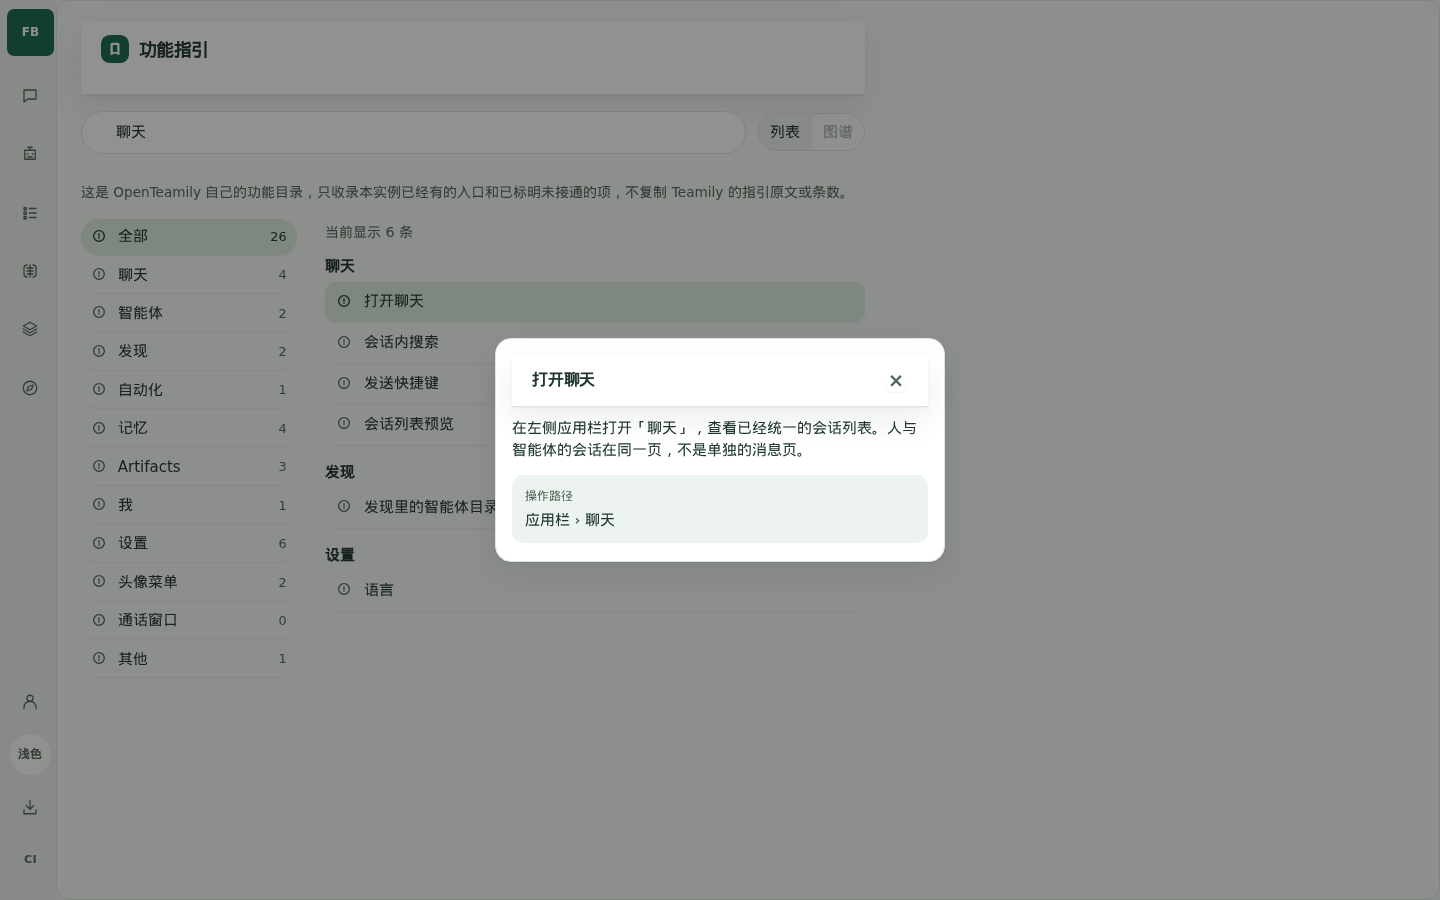 FB
功能指引
聊天
列表
图谱
这是 OpenTeamily 自己的功能目录，只收录本实例已经有的入口和已标明未接通的项，不复制 Teamily 的指引原文或条数。
全部 26
聊天 4
智能体 2
发现 2
自动化 1
记忆 4
Artifacts 3
我 1
设置 6
头像菜单 2
通话窗口 0
其他 1
当前显示 6 条
聊天
打开聊天
会话内搜索
发送快捷键
会话列表预览
发现
发现里的智能体目录
设置
语言
打开聊天
在左侧应用栏打开「聊天」，查看已经统一的会话列表。人与
智能体的会话在同一页，不是单独的消息页。
操作路径
应用栏 › 聊天
浅色
CI